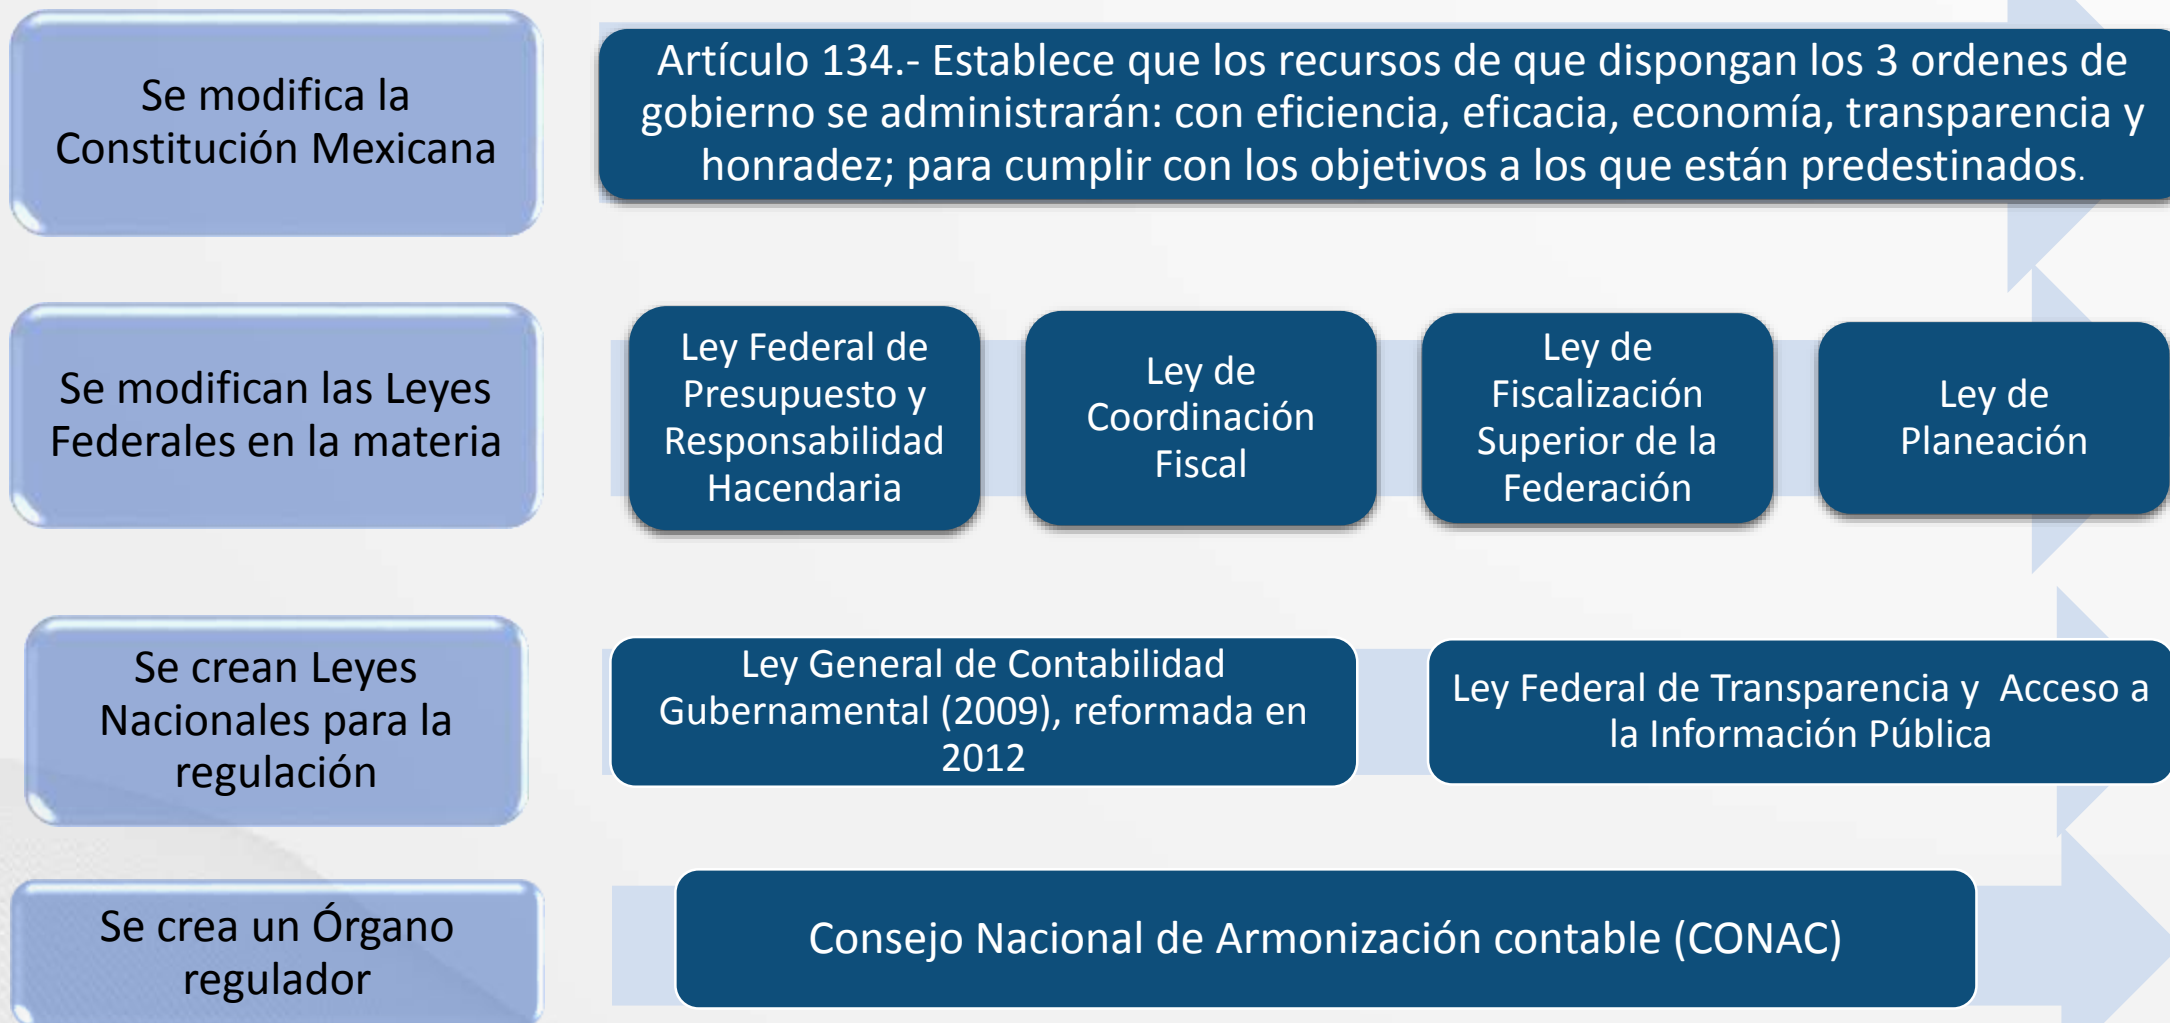 Se modifica la
Constitución Mexicana
Artículo 134.- Establece que los recursos de que dispongan los 3 ordenes de
gobierno se administrarán: con eficiencia, eficacia, economía, transparencia y
honradez; para cumplir con los objetivos a los que están predestinados.
Se modifican las Leyes
Federales en la materia
Ley Federal de
Presupuesto y
Responsabilidad
Hacendaria
Ley de
Coordinación
Fiscal
Ley de
Fiscalización
Superior de la
Federación
Ley de
Planeación
Se crean Leyes
Nacionales para la
regulación
Ley General de Contabilidad
Gubernamental (2009), reformada en
2012
Ley Federal de Transparencia y  Acceso a
la Información Pública
Se crea un Órgano
regulador
Consejo Nacional de Armonización contable (CONAC)